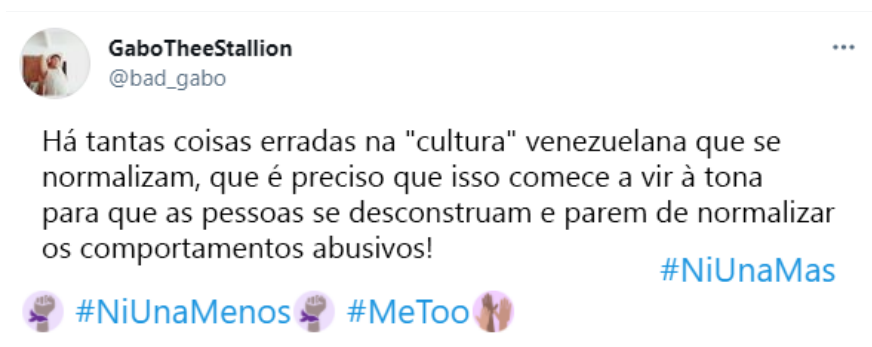 GaboTheeStallion
@bad_gabo
Há tantas coisas erradas na "cultura" venezuelana que se
normalizam, que é preciso que isso comece a vir à tona
para que as pessoas se desconstruam e parem de normalizar
os comportamentos abusivos!
#NiUnaMas
#NiUnaMenos #MeToo